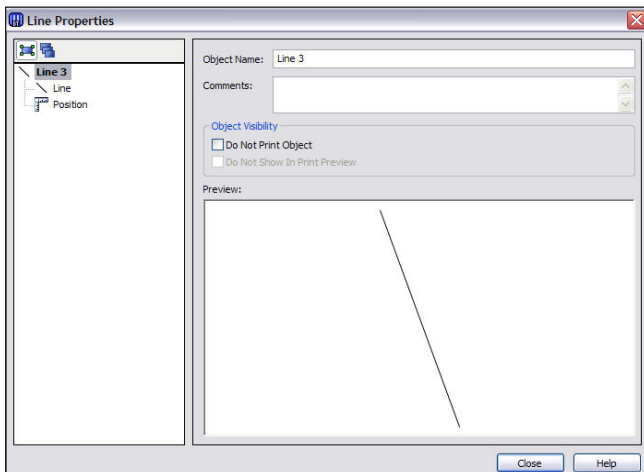 Line Properties
Line 3
Line
Position
Object Name: Line 3
Comments:
Object Visibility
Do Not Print Object
Do Not Show In Print Preview
Preview:
Close Help